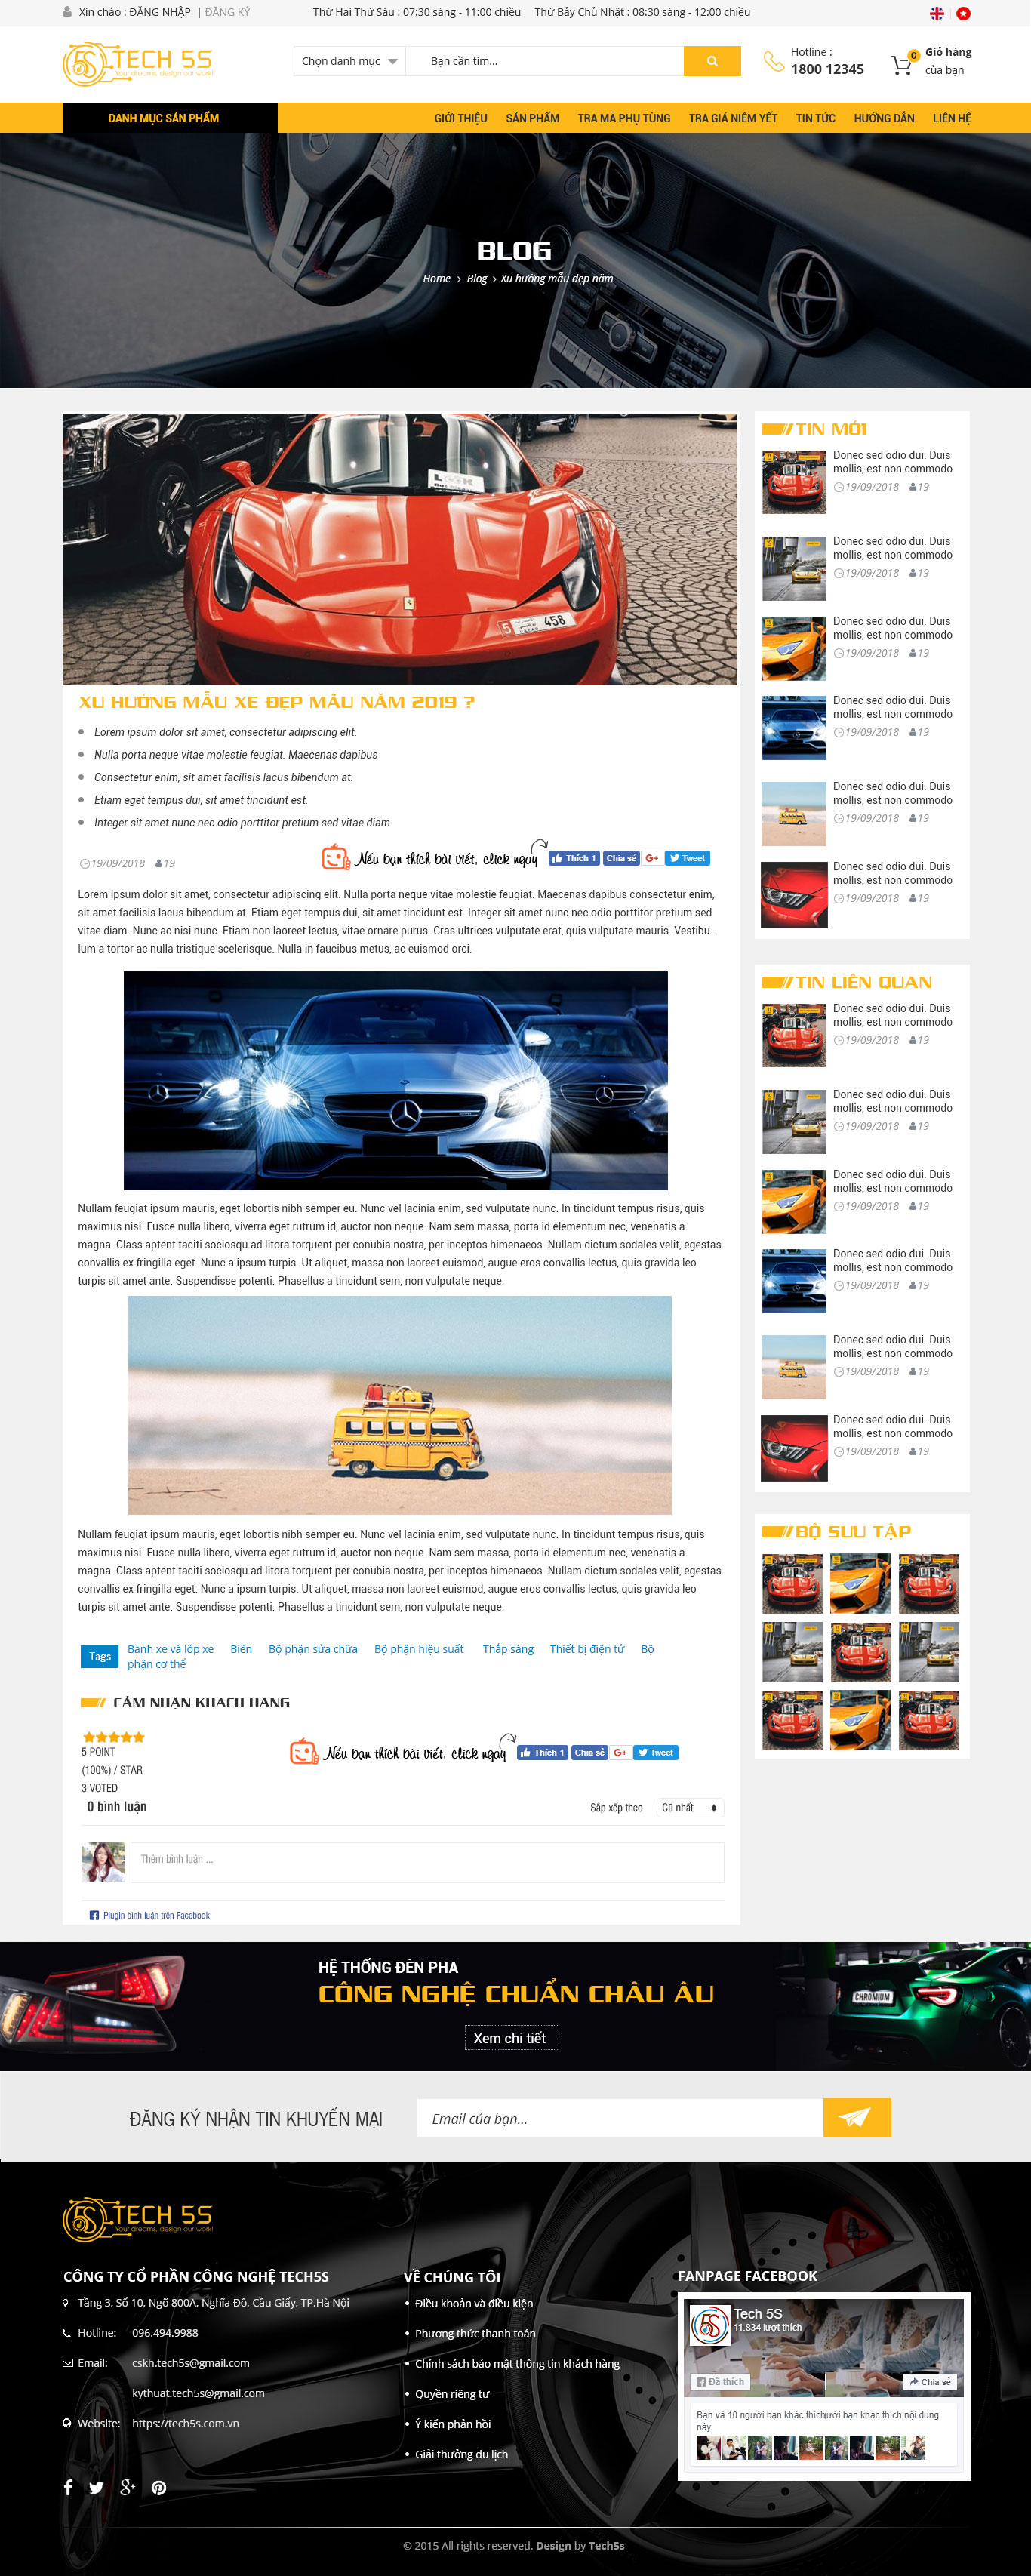 Xin chào : ĐĂNG NHẬP | ĐĂNG KÝ
Thứ Hai Thứ Sáu : 07:30 sáng - 11:00 chiều Thứ Bảy Chủ Nhật : 08:30 sáng - 12:00 chiều
TECH 5S
Your dreams, design our work!
Chọn danh mục
Bạn cần tìm...
Hotline :
1800 12345
0
Giỏ hàng
của bạn
DANH MỤC SẢN PHẨM
GIỚI THIỆU SẢN PHẨM TRA MÃ PHỤ TÙNG TRA GIÁ NIÊM YẾT TIN TỨC HƯỚNG DẪN LIÊN HỆ
BLOG
Home > Blog > Xu hướng mẫu đẹp năm
LOOK
5 458
XU HƯỚNG MẪU XE ĐẸP MẪU NĂM 2019 ?
Lorem ipsum dolor sit amet, consectetur adipiscing elit.
Nulla porta neque vitae molestie feugiat. Maecenas dapibus
Consectetur enim, sit amet facilisis lacus bibendum at.
Etiam eget tempus dui, sit amet tincidunt est.
Integer sit amet nunc nec odio porttitor pretium sed vitae diam.
19/09/2018 19
Nếu bạn thích bài viết, click ngay
Thích 1 Chia sẻ G+ Tweet
Lorem ipsum dolor sit amet, consectetur adipiscing elit. Nulla porta neque vitae molestie feugiat. Maecenas dapibus consectetur enim,
sit amet facilisis lacus bibendum at. Etiam eget tempus dui, sit amet tincidunt est. Integer sit amet nunc nec odio porttitor pretium sed
vitae diam. Nunc ac nisi nunc. Etiam non laoreet lectus, vitae ornare purus. Cras ultrices vulputate erat, quis vulputate mauris. Vestibu-
lum a tortor ac nulla tristique scelerisque. Nulla in faucibus metus, ac euismod orci.
Nullam feugiat ipsum mauris, eget lobortis nibh semper eu. Nunc vel lacinia enim, sed vulputate nunc. In tincidunt tempus risus, quis
maximus nisi. Fusce nulla libero, viverra eget rutrum id, auctor non neque. Nam sem massa, porta id elementum nec, venenatis a
magna. Class aptent taciti sociosqu ad litora torquent per conubia nostra, per inceptos himenaeos. Nullam dictum sodales velit, egestas
convallis ex fringilla eget. Nunc a ipsum turpis. Ut aliquet, massa non laoreet euismod, augue eros convallis lectus, quis gravida leo
turpis sit amet ante. Suspendisse potenti. Phasellus a tincidunt sem, non vulputate neque.
Nullam feugiat ipsum mauris, eget lobortis nibh semper eu. Nunc vel lacinia enim, sed vulputate nunc. In tincidunt tempus risus, quis
maximus nisi. Fusce nulla libero, viverra eget rutrum id, auctor non neque. Nam sem massa, porta id elementum nec, venenatis a
magna. Class aptent taciti sociosqu ad litora torquent per conubia nostra, per inceptos himenaeos. Nullam dictum sodales velit, egestas
convallis ex fringilla eget. Nunc a ipsum turpis. Ut aliquet, massa non laoreet euismod, augue eros convallis lectus, quis gravida leo
turpis sit amet ante. Suspendisse potenti. Phasellus a tincidunt sem, non vulputate neque.
Tags
Bánh xe và lốp xe Biến Bộ phận sửa chữa Bộ phận hiệu suất Thắp sáng Thiết bị điện tử Bộ
phận cơ thể
CẢM NHẬN KHÁCH HÀNG
5 POINT
(100%) / STAR
3 VOTED
Nếu bạn thích bài viết, click ngay
Thích 1 Chia sẻ G+ Tweet
0 bình luận
Sắp xếp theo Cũ nhất
Thêm bình luận ...
Plugin bình luận trên Facebook
TIN MỚI
Donec sed odio dui. Duis
mollis, est non commodo
19/09/2018 19
Donec sed odio dui. Duis
mollis, est non commodo
19/09/2018 19
Donec sed odio dui. Duis
mollis, est non commodo
19/09/2018 19
Donec sed odio dui. Duis
mollis, est non commodo
19/09/2018 19
Donec sed odio dui. Duis
mollis, est non commodo
19/09/2018 19
Donec sed odio dui. Duis
mollis, est non commodo
19/09/2018 19
TIN LIÊN QUAN
Donec sed odio dui. Duis
mollis, est non commodo
19/09/2018 19
Donec sed odio dui. Duis
mollis, est non commodo
19/09/2018 19
Donec sed odio dui. Duis
mollis, est non commodo
19/09/2018 19
Donec sed odio dui. Duis
mollis, est non commodo
19/09/2018 19
Donec sed odio dui. Duis
mollis, est non commodo
19/09/2018 19
Donec sed odio dui. Duis
mollis, est non commodo
19/09/2018 19
BỘ SƯU TẬP
HỆ THỐNG ĐÈN PHA
CÔNG NGHỆ CHUẨN CHÂU ÂU
Xem chi tiết
CHROMIUM
ĐĂNG KÝ NHẬN TIN KHUYẾN MẠI
Email của bạn...
TECH 5S
Your dreams, design our work!
CÔNG TY CỔ PHẦN CÔNG NGHỆ TECH5S
Tầng 3, Số 10, Ngõ 800A, Nghĩa Đô, Cầu Giấy, TP.Hà Nội
Hotline: 096.494.9988
Email: cskh.tech5s@gmail.com
kythuat.tech5s@gmail.com
Website: https://tech5s.com.vn
VỀ CHÚNG TÔI
Điều khoản và điều kiện
Phương thức thanh toán
Chính sách bảo mật thông tin khách hàng
Quyền riêng tư
Ý kiến phản hồi
Giải thưởng du lịch
FANPAGE FACEBOOK
5S
Tech 5S
11.834 lượt thích
Đã thích
Chia sẻ
Bạn và 10 người bạn khác thíchười bạn khác thích nội dung
này
© 2015 All rights reserved. Design by Tech5s